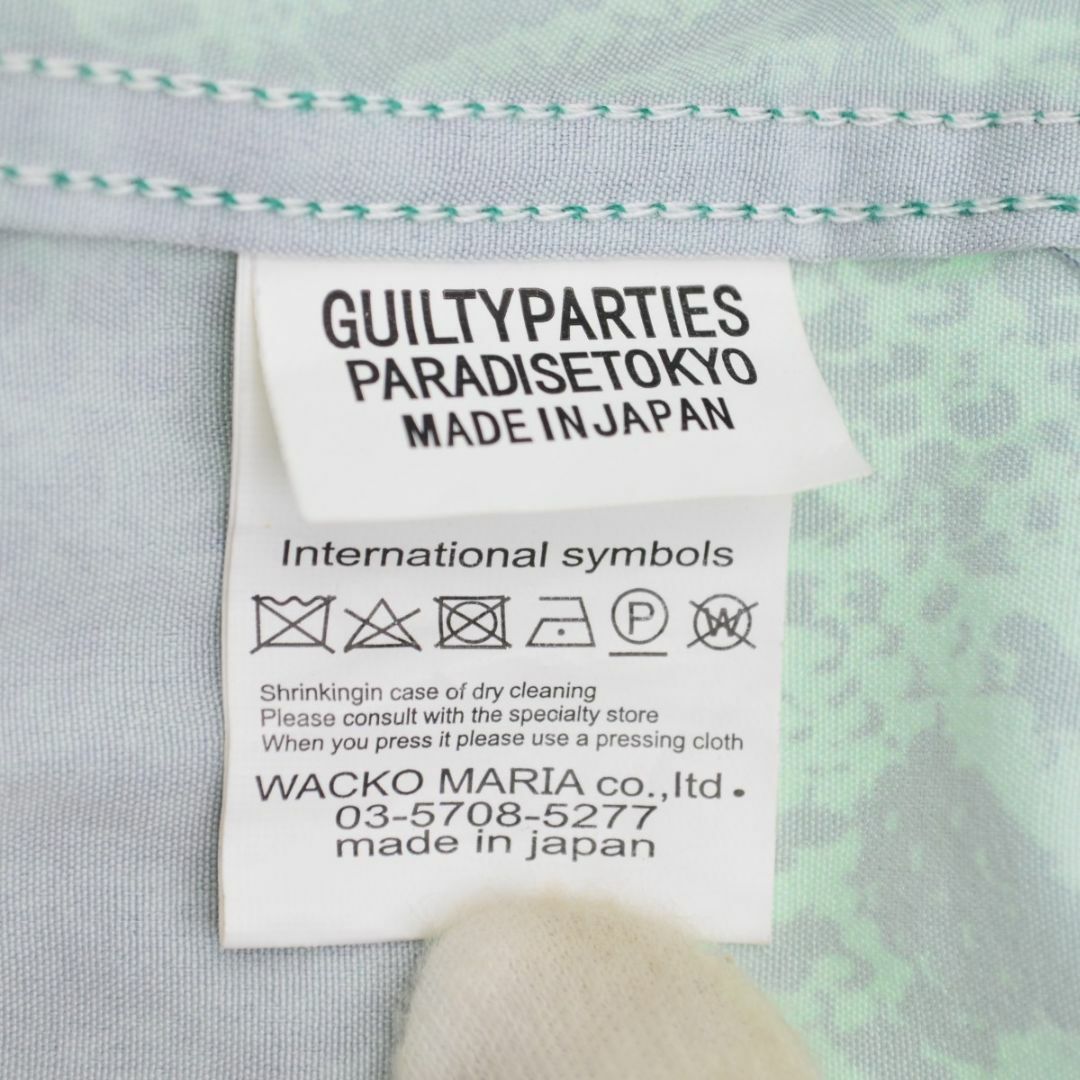 GUILTYPARTIES
PARADISETOKYO
MADE IN JAPAN
International symbols
P W
Shrinkingin case of dry cleaning
Please consult with the specialty store
When you press it please use a pressing cloth
WACKO MARIA co.,ltd.
03-5708-5277
made in japan